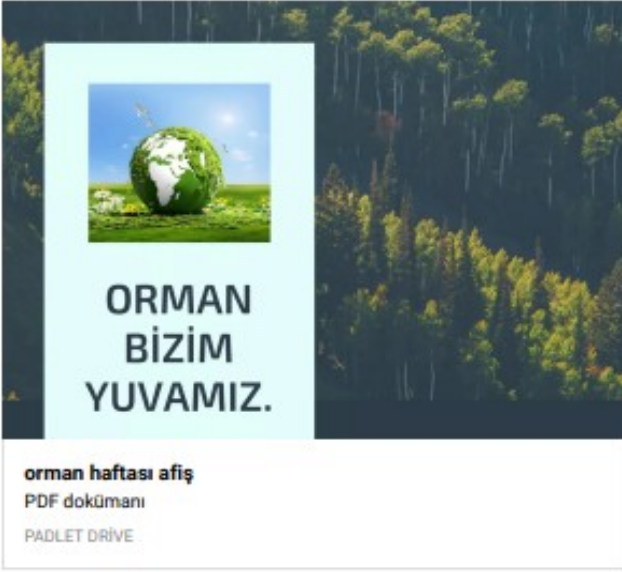 ORMAN
BİZİM
YUVAMIZ.
orman haftası afiş
PDF dokümanı
PADLET DRİVE